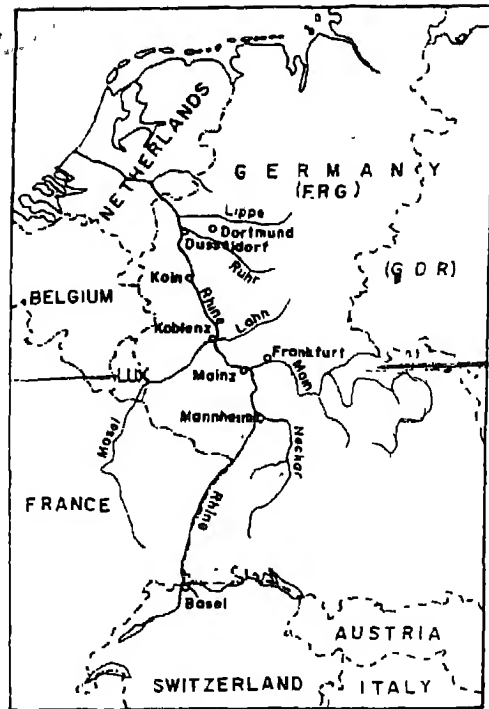 NETHERLANDS
G E R M A N Y
(F.R.G)
Lippe
Dortmund
Dusseldorf
Ruhr
(G D R)
Koln
BELGIUM
Rhine
Lahn
Koblenz
Frankfurt
LUX
Mainz
Main
Mannheim
Mosel
Neckar
FRANCE
Rhine
Basel
AUSTRIA
SWITZERLAND
ITALY